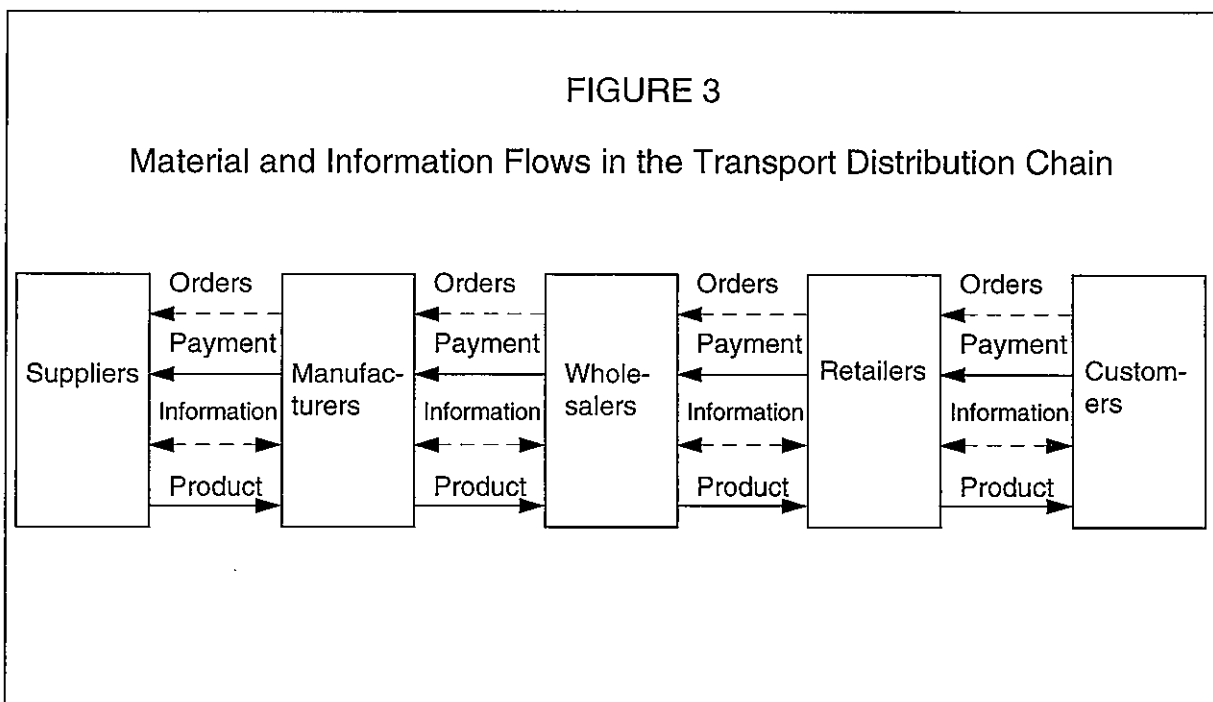 FIGURE 3
Material and Information Flows in the Transport Distribution Chain
Orders Orders Orders Orders
Payment Payment Payment Payment
Suppliers Manufac- Whole- Retailers Custom-
turers salers ers
Information Information Information Information
Product Product Product Product